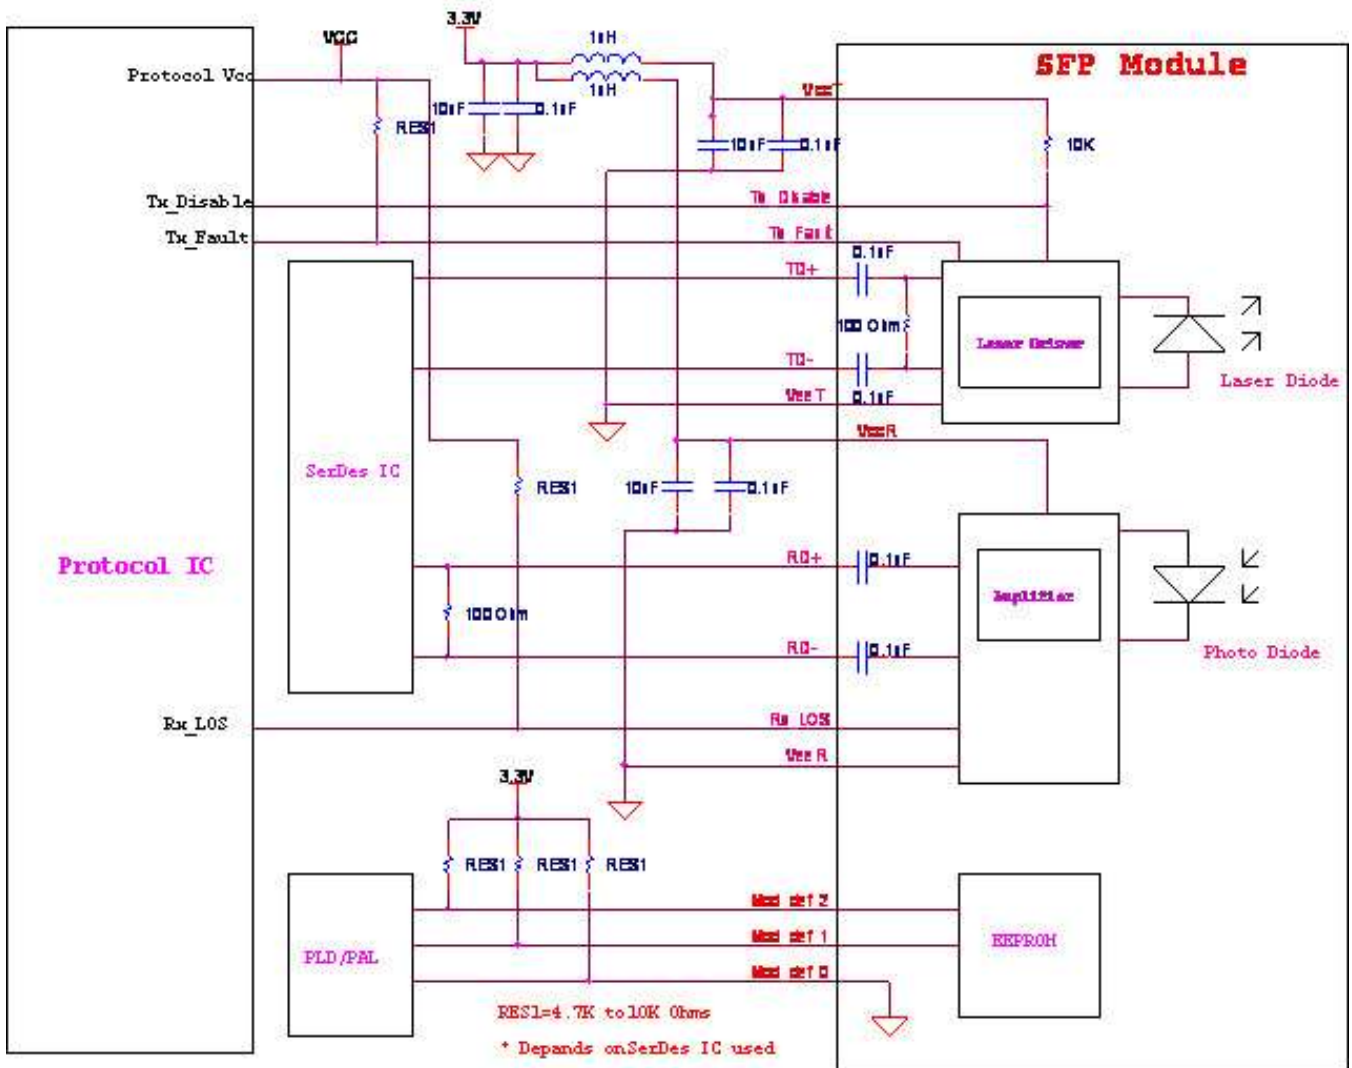 3.3V
VCC
1uH
SFP Module
Protocol Vcc
1uH
VccT
10uF
0.1uF
RES1
10uF
0.1uF
10K
Tx_Disable
Tx Disable
Tx_Fault
Tx Fault
0.1uF
TD+
100 Ohm
Laser Driver
TD-
Laser Diode
VeeT
0.1uF
VccR
SerDes IC
RES1
10uF
0.1uF
RD+
0.1uF
Protocol IC
Amplifier
100 Ohm
RD-
0.1uF
Photo Diode
Rx_LOS
Rx LOS
VeeR
3.3V
RES1
RES1
RES1
Mod def 2
Mod def 1
EEPROM
PLD/PAL
Mod def 0
RES1=4.7K to10K Ohms
* Depands onSerDes IC used